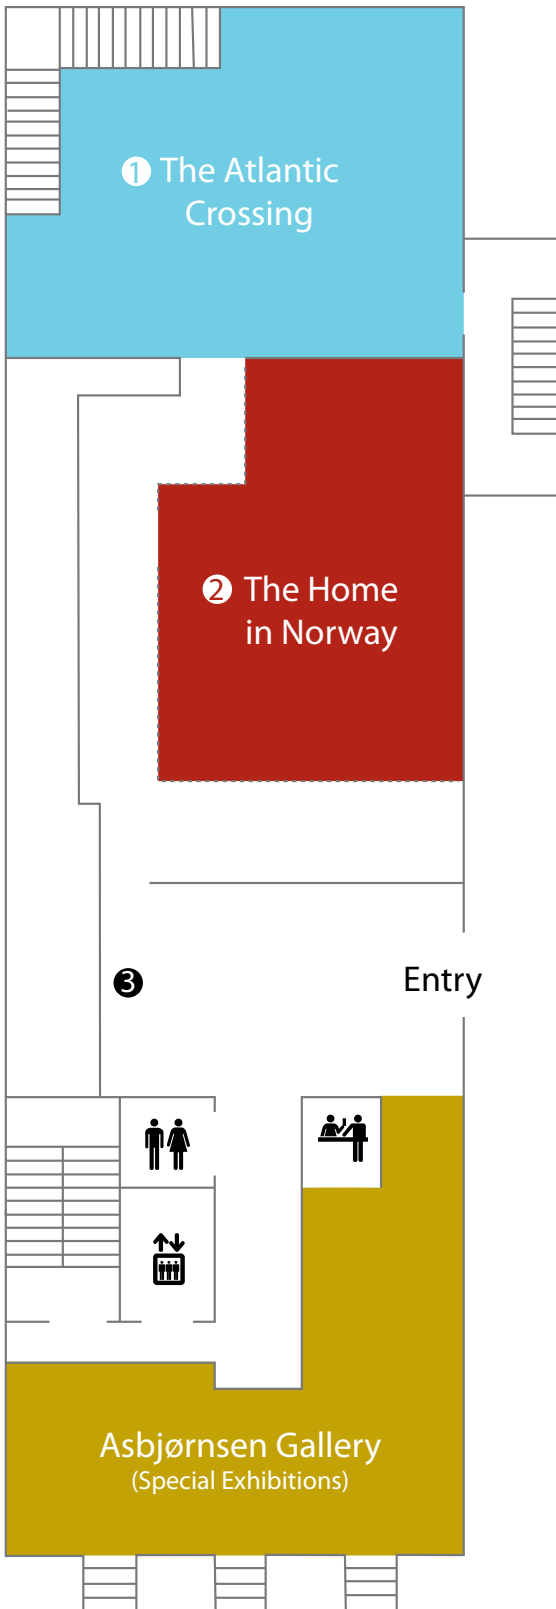 1 The Atlantic
Crossing
2 The Home
in Norway
3
Entry
Asbjørnsen Gallery
(Special Exhibitions)